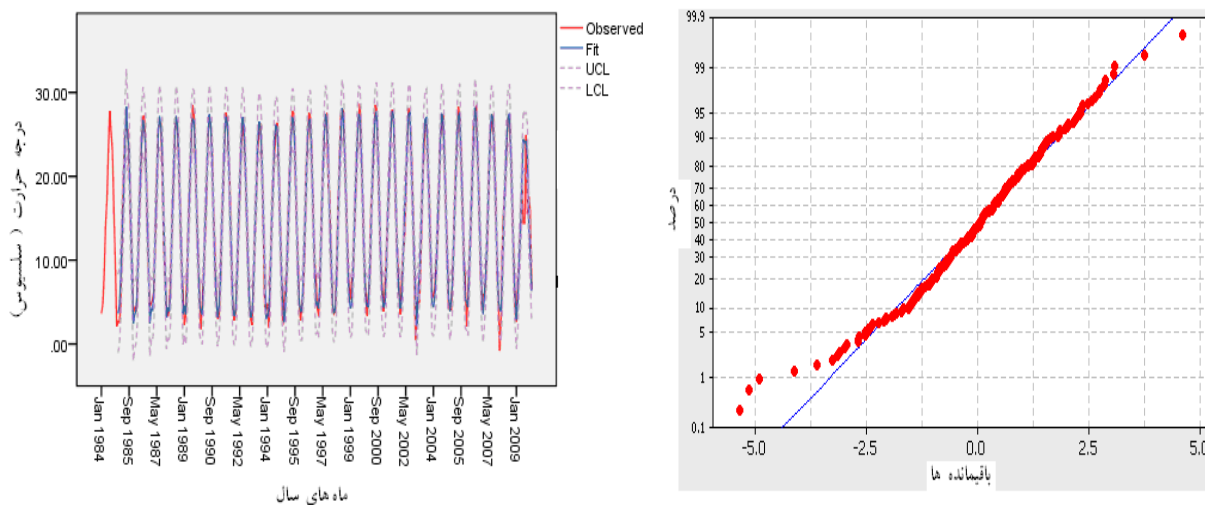 Observed
Fit
UCL
LCL
30.00
20.00
10.00
.00
درجه حرارت ( سلسیوس)
Jan 1984
Sep 1985
May 1987
Jan 1989
Sep 1990
May 1992
Jan 1994
Sep 1995
May 1997
Jan 1999
Sep 2000
May 2002
Jan 2004
Sep 2005
May 2007
Jan 2009
ماه های سال
99.9
99
95
90
80
70
60
50
40
30
20
10
5
1
0.1
درصد
-5.0
-2.5
0.0
2.5
5.0
باقیمانده ها